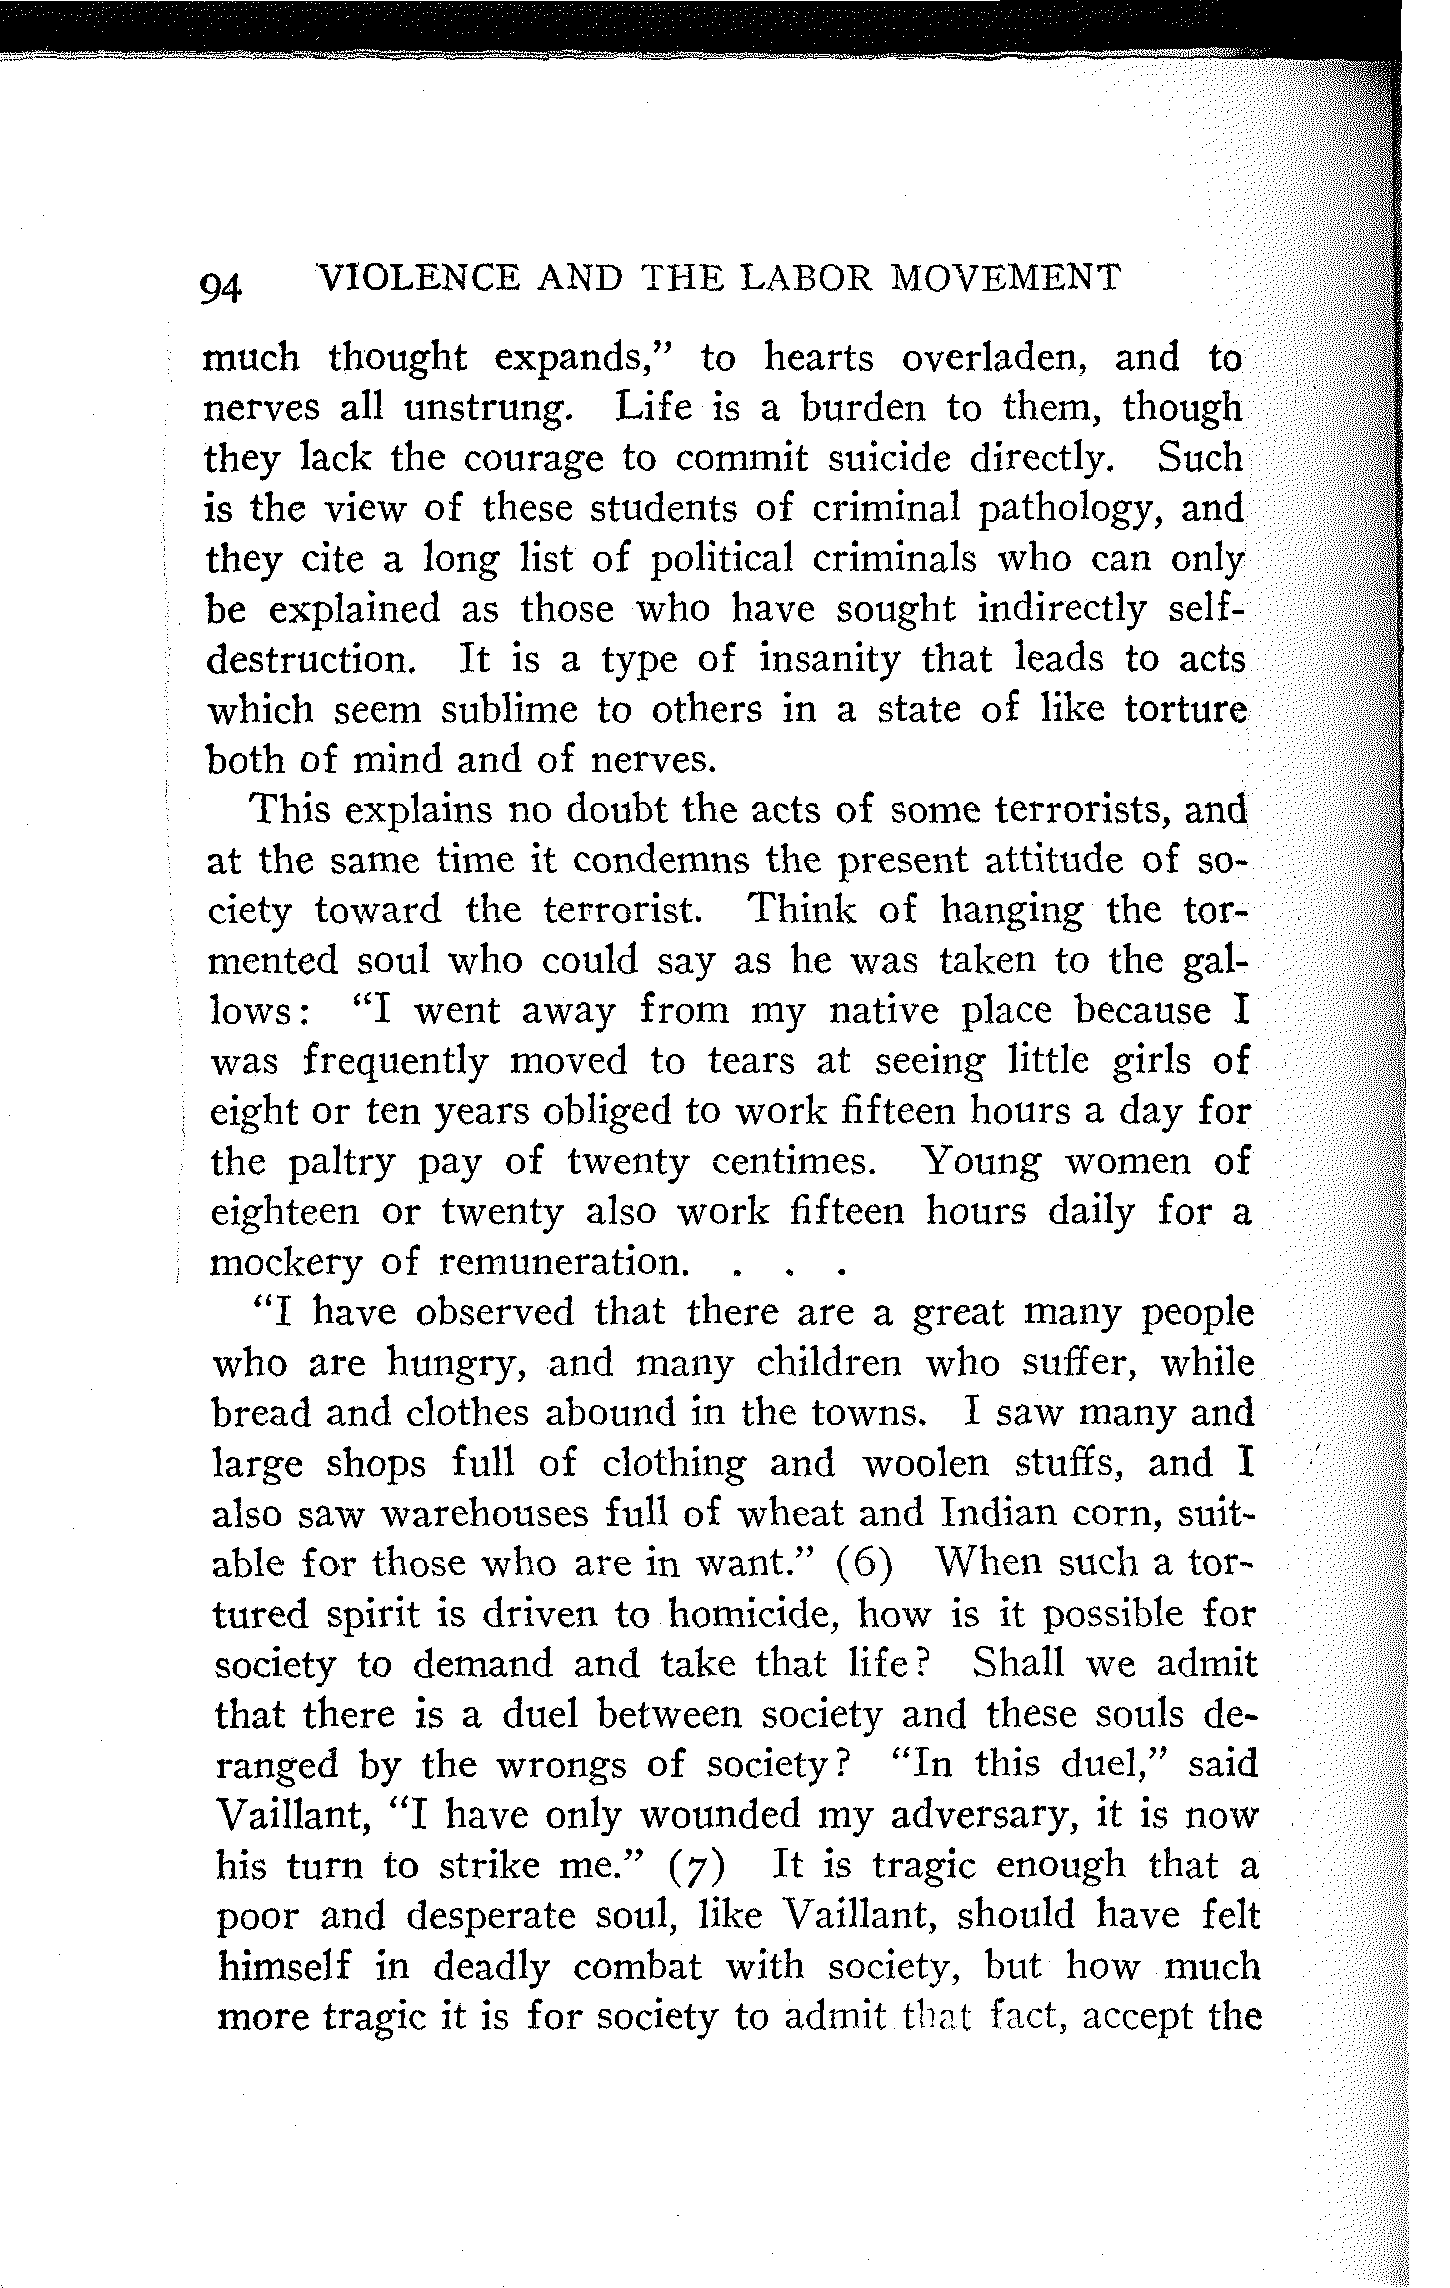 94 VIOLENCE AND THE LABOR MOVEMENT
much thought expands,” to hearts overladen, and to
nerves all unstrung. Life is a burden to them, though
they lack the courage to commit suicide directly. Such
is the view of these students of criminal pathology, and
they cite a long list of political criminals who can only
be explained as those who have sought indirectly self-
destruction. It is a type of insanity that leads to acts
which seem sublime to others in a state of like torture
both of mind and of nerves.
This explains no doubt the acts of some terrorists, and
at the same time it condemns the present attitude of so-
ciety toward the terrorist. Think of hanging the tor-
mented soul who could say as he was taken to the gal-
lows: “I went away from my native place because I
was frequently moved to tears at seeing little girls of
eight or ten years obliged to work fifteen hours a day for
the paltry pay of twenty centimes. Young women of
eighteen or twenty also work fifteen hours daily for a
mockery of remuneration. . . .
“I have observed that there are a great many people
who are hungry, and many children who suffer, while
bread and clothes abound in the towns. I saw many and
large shops full of clothing and woolen stuffs, and I
also saw warehouses full of wheat and Indian corn, suit-
able for those who are in want.” (6) When such a tor-
tured spirit is driven to homicide, how is it possible for
society to demand and take that life? Shall we admit
that there is a duel between society and these souls de-
ranged by the wrongs of society? “In this duel,” said
Vaillant, “I have only wounded my adversary, it is now
his turn to strike me.” (7) It is tragic enough that a
poor and desperate soul, like Vaillant, should have felt
himself in deadly combat with society, but how much
more tragic it is for society to admit that fact, accept the